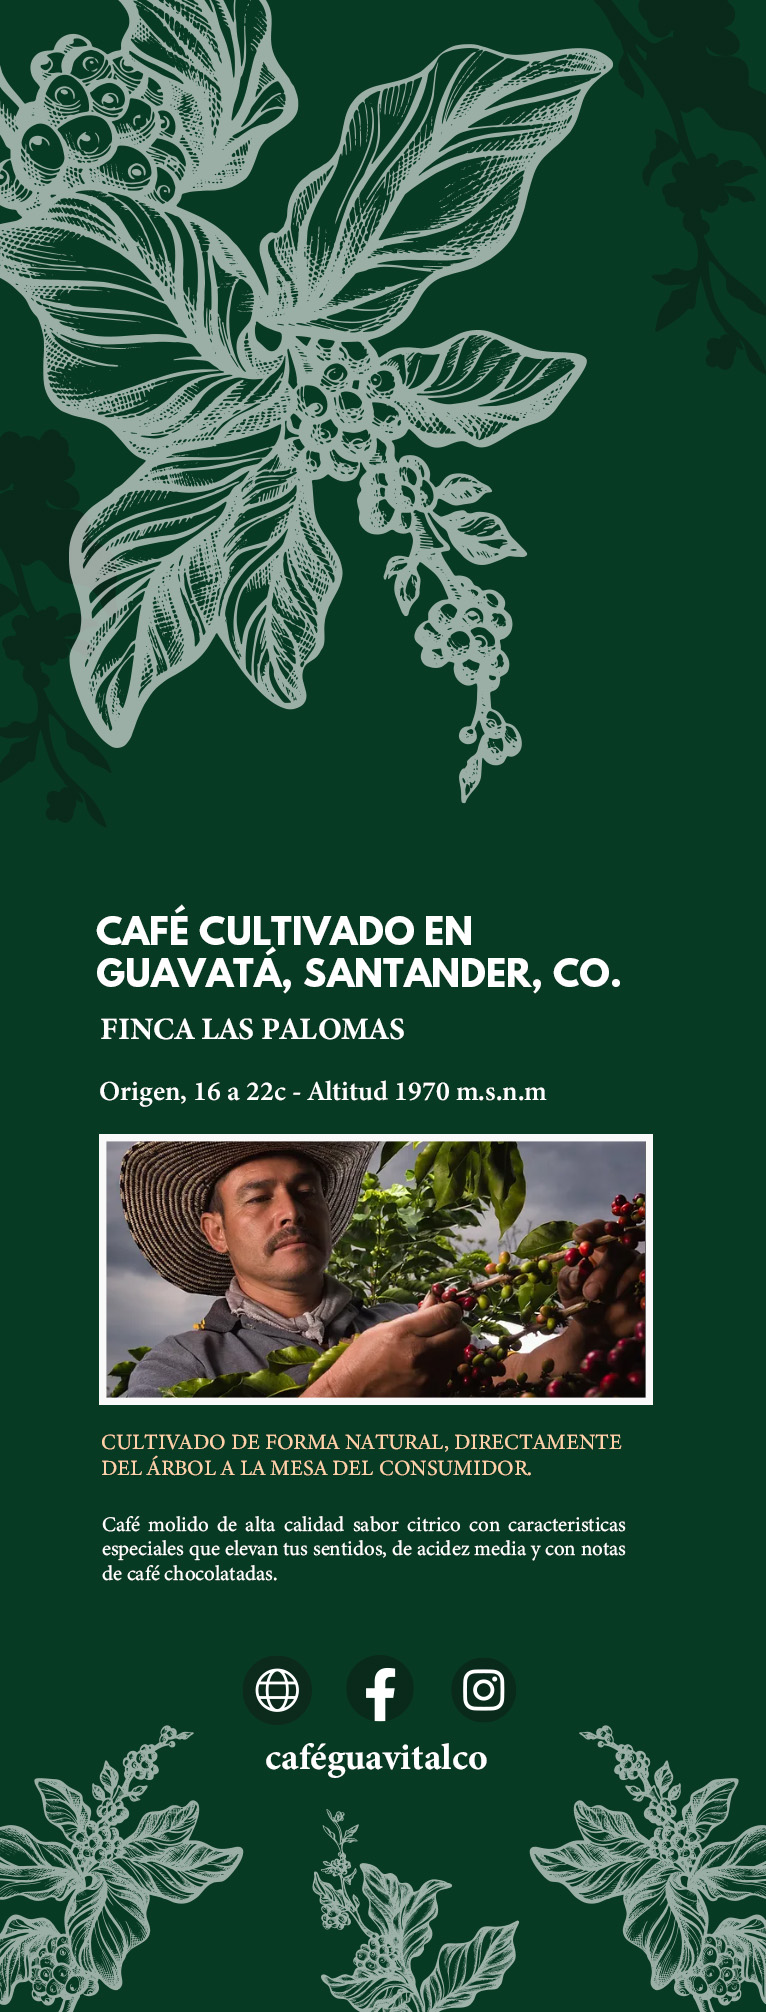 CAFÉ CULTIVADO EN
GUAVATÁ, SANTANDER, CO.
FINCA LAS PALOMAS
Origen, 16 a 22c - Altitud 1970 m.s.n.m
CULTIVADO DE FORMA NATURAL, DIRECTAMENTE
DEL ÁRBOL A LA MESA DEL CONSUMIDOR.
Café molido de alta calidad sabor citrico con caracteristicas
especiales que elevan tus sentidos, de acidez media y con notas
de café chocolatadas.
caféguavitalco